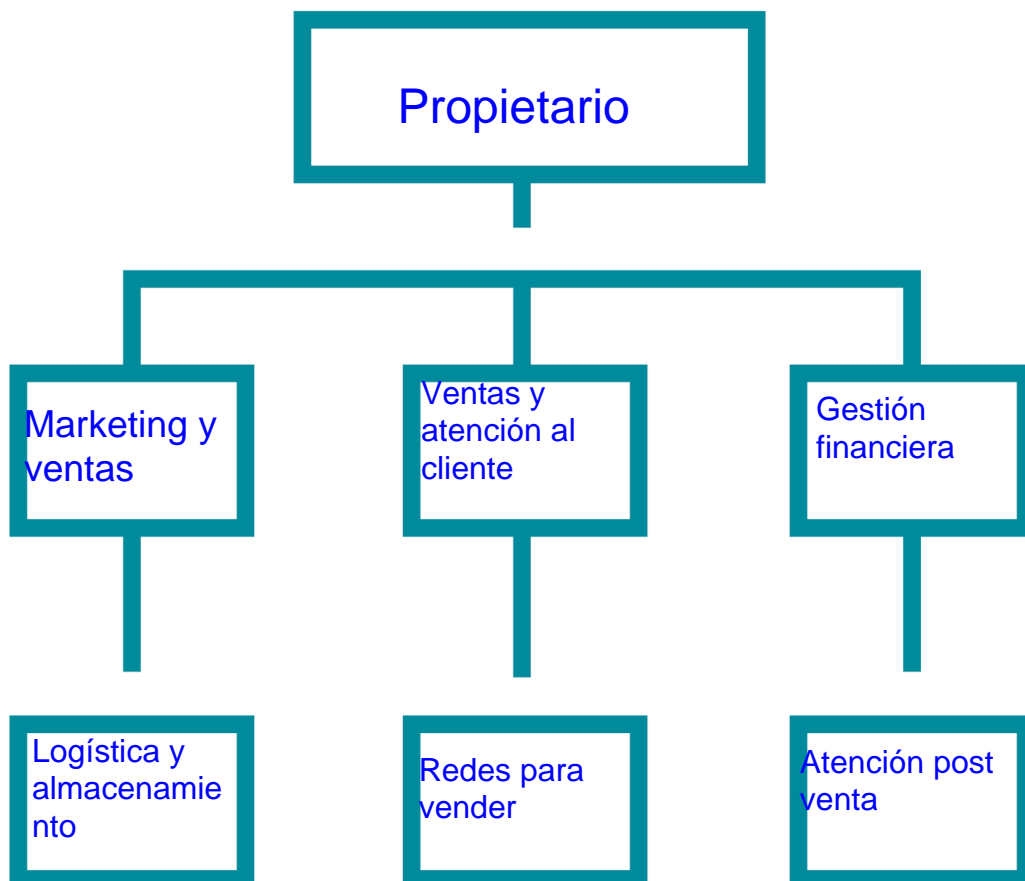 Propietario
Marketing y
ventas
Ventas y
atención al
cliente
Gestión
financiera
Logística y
almacenamie
nto
Redes para
vender
Atención post
venta